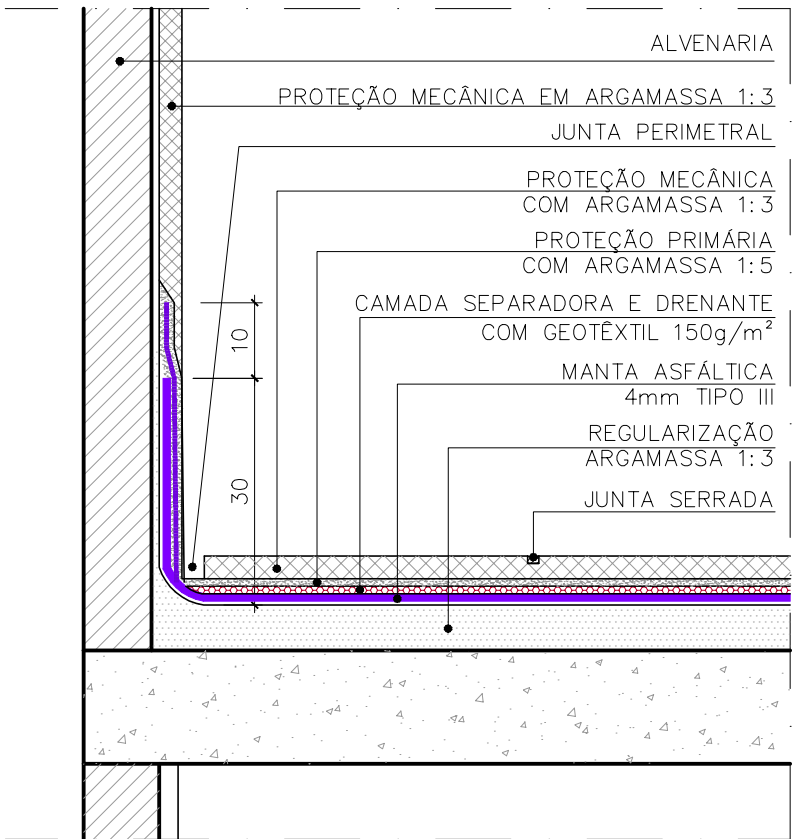 ALVENARIA
PROTEÇÃO MECÂNICA EM ARGAMASSA 1:3
JUNTA PERIMETRAL
PROTEÇÃO MECÂNICA
COM ARGAMASSA 1:3
PROTEÇÃO PRIMÁRIA
COM ARGAMASSA 1:5
CAMADA SEPARADORA E DRENANTE
COM GEOTÊXTIL 150g/m²
10
MANTA ASFÁLTICA
4mm TIPO III
REGULARIZAÇÃO
ARGAMASSA 1:3
30
JUNTA SERRADA